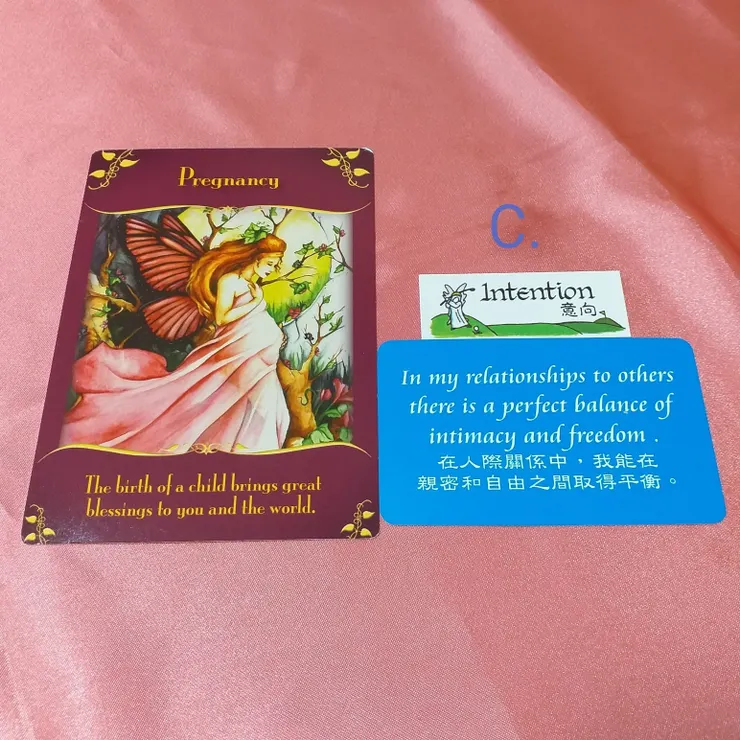 Pregnancy
The birth of a child brings great
blessings to you and the world.
C.
Intention
意向
In my relationships to others
there is a perfect balance of
intimacy and freedom .
在人際關係中，我能在
親密和自由之間取得平衡。